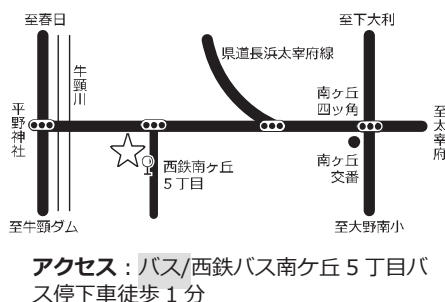 至春日
至下大利
県道長浜太宰府線
牛頸川
南ヶ丘
四ッ角
平野神社
至太宰府
西鉄南ヶ丘
5丁目
南ヶ丘
交番
至牛頸ダム
至大野南小
アクセス：バス/西鉄バス南ケ丘 5 丁目バ
ス停下車徒歩 1 分